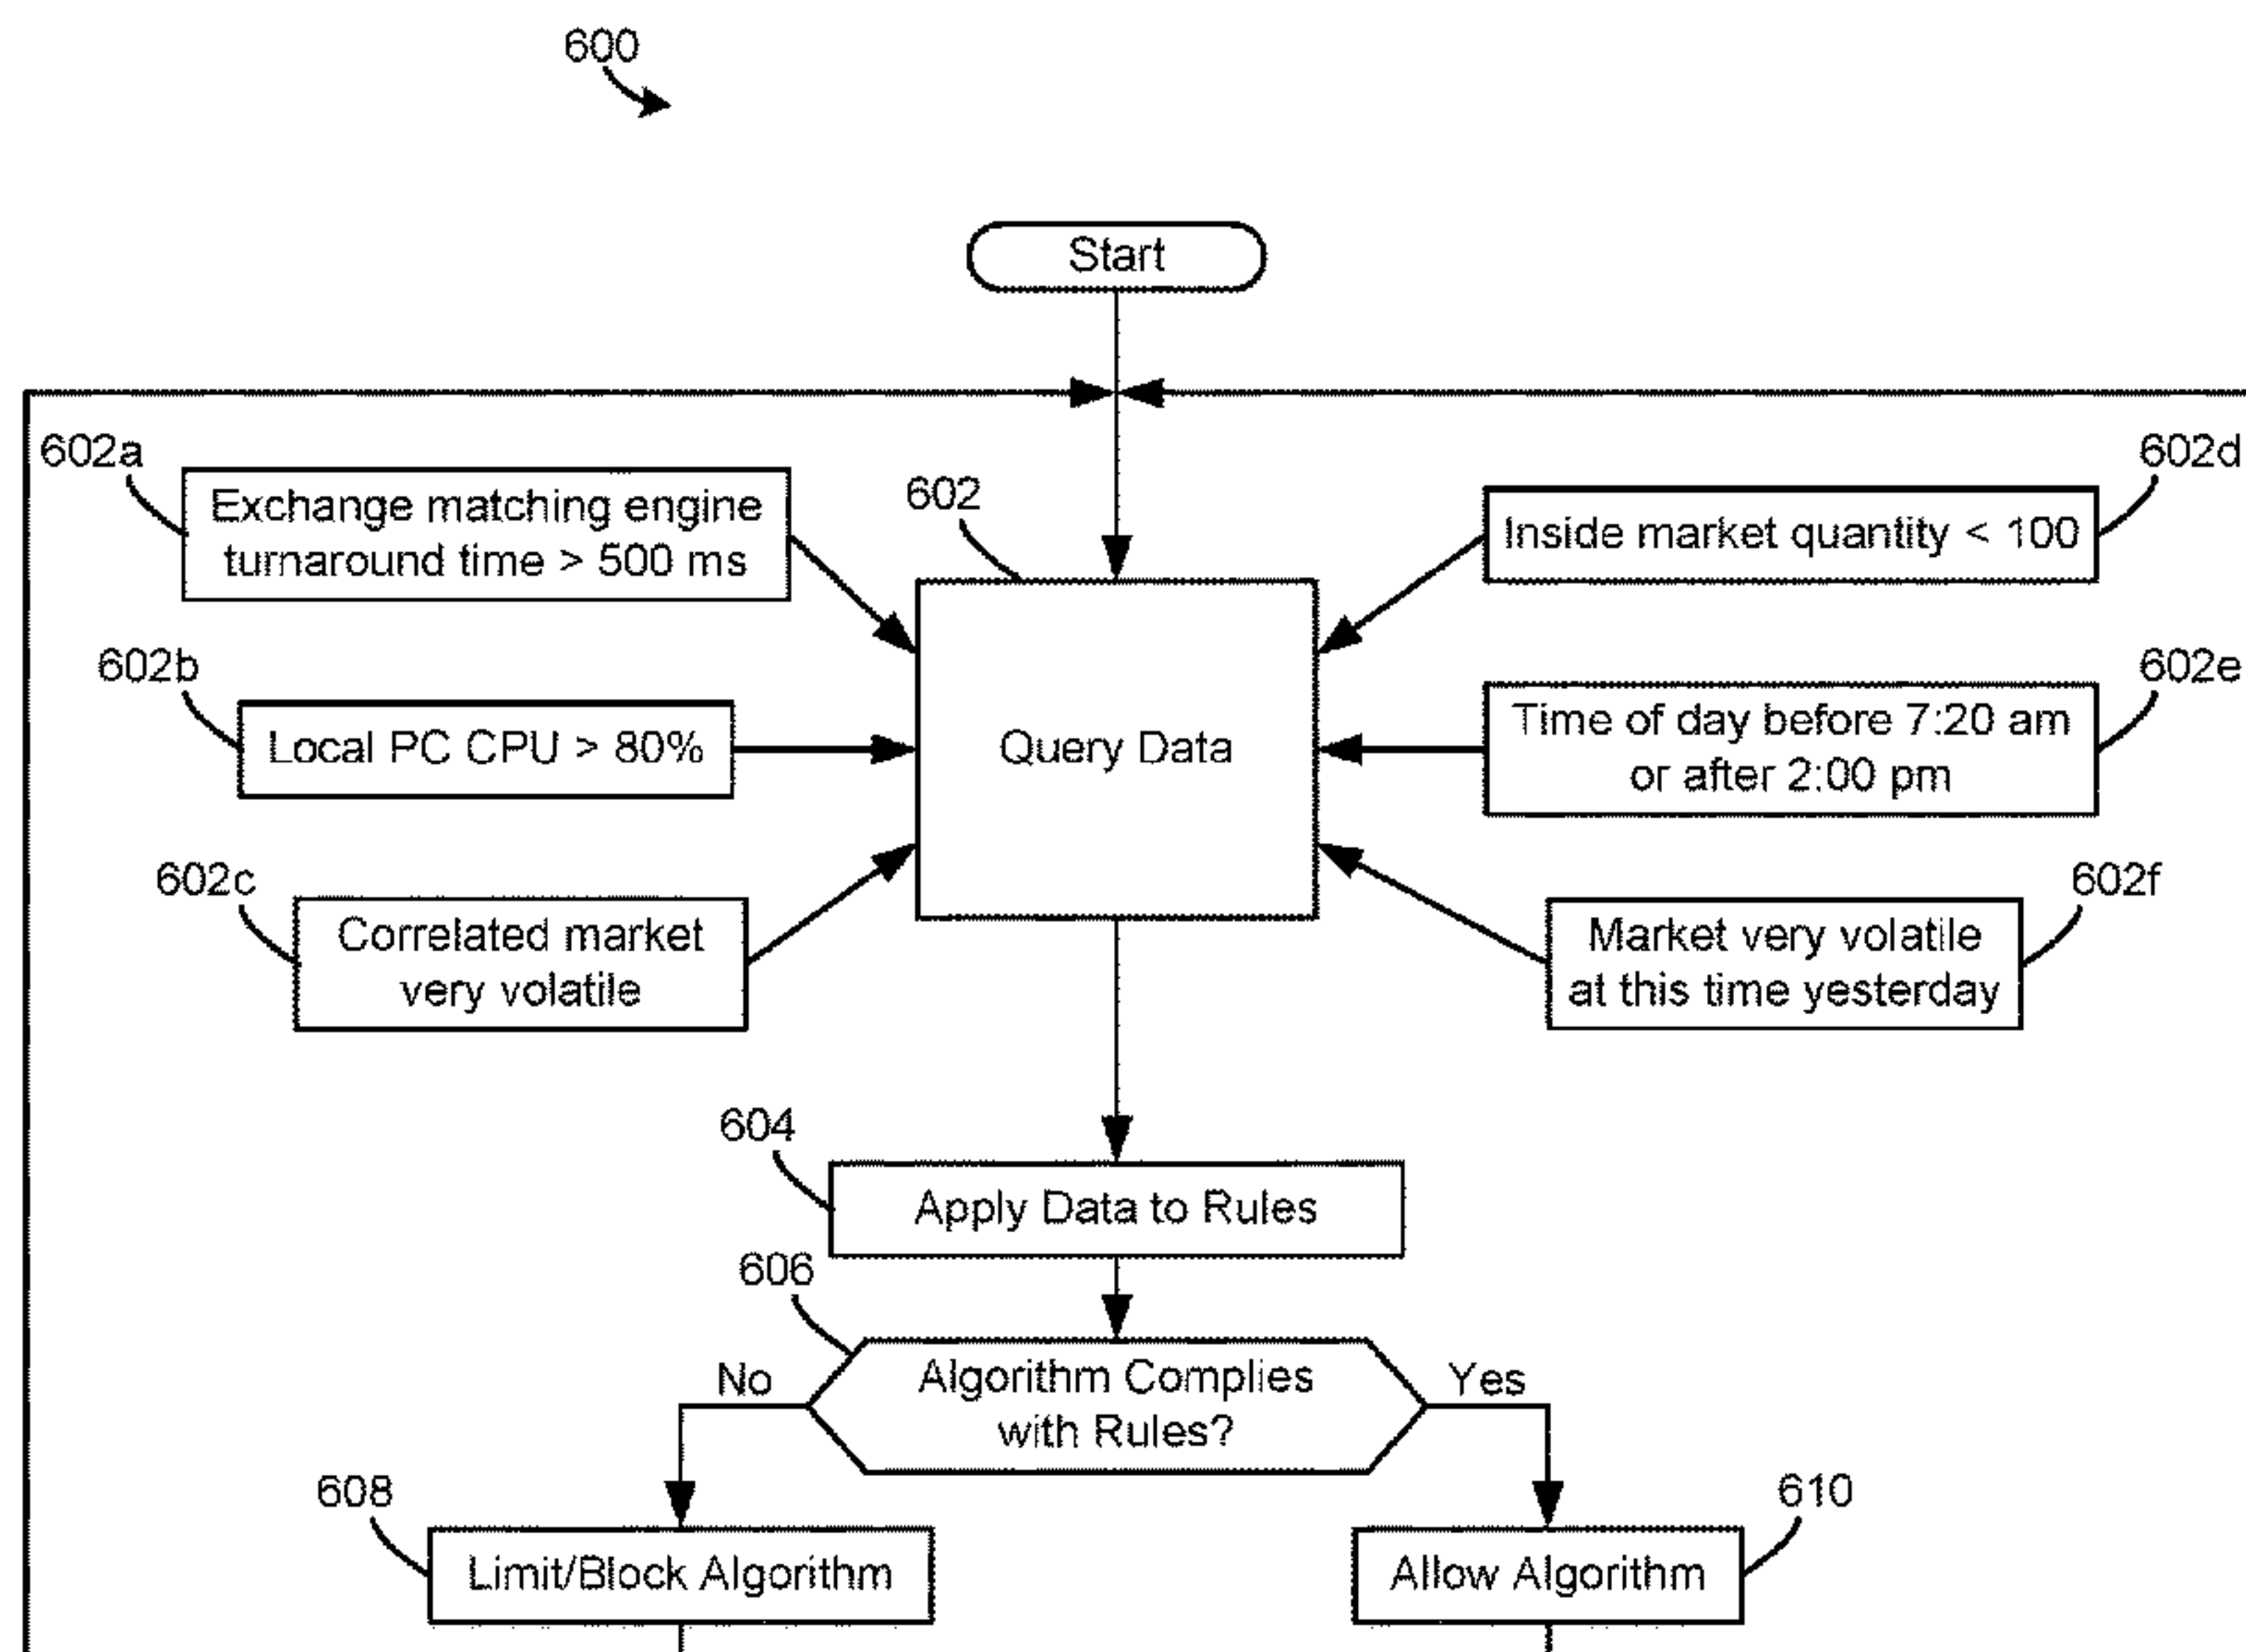 600
Start
602a
Exchange matching engine
turnaround time > 500 ms
602
602d
Inside market quantity < 100
602b
Local PC CPU > 80%
Query Data
602e
Time of day before 7:20 am
or after 2:00 pm
602c
Correlated market
very volatile
602f
Market very volatile
at this time yesterday
604
Apply Data to Rules
606
No
Algorithm Complies
with Rules?
Yes
608
Limit/Block Algorithm
610
Allow Algorithm